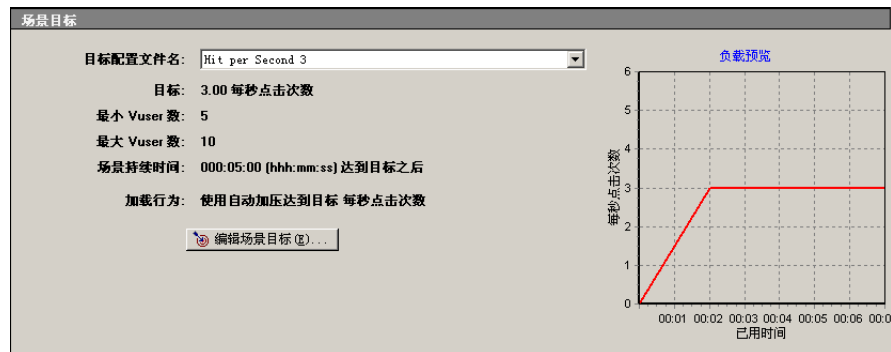 场景目标
目标配置文件名: Hit per Second 3
目标: 3.00 每秒点击次数
最小 Vuser 数: 5
最大 Vuser 数: 10
场景持续时间: 000:05:00 (hhh:mm:ss) 达到目标之后
加载行为: 使用自动加压达到目标 每秒点击次数
编辑场景目标(E)...
负载预览
每秒点击次数
6
5
4
3
2
1
0
00:01 00:02 00:03 00:04 00:05 00:06 00:0
已用时间